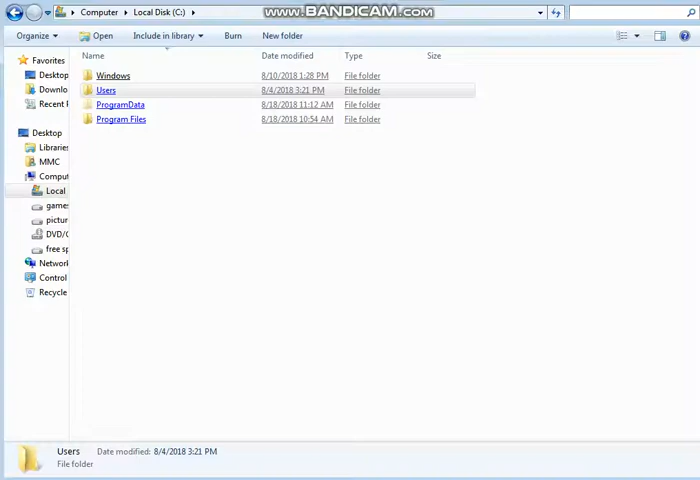 Computer ▸ Local Disk (C:) ▸
www.BANDICAM.com
Organize Open Include in library Burn New folder
Name Date modified Type Size
Windows 8/10/2018 1:28 PM File folder
Users 8/4/2018 3:21 PM File folder
ProgramData 8/18/2018 11:12 AM File folder
Program Files 8/18/2018 10:54 AM File folder
Favorites
Desktop
Downlo
Recent F
Desktop
Libraries
MMC
Comput
Local
games
pictur
DVD/C
free sp
Network
Control
Recycle
Users Date modified: 8/4/2018 3:21 PM
File folder